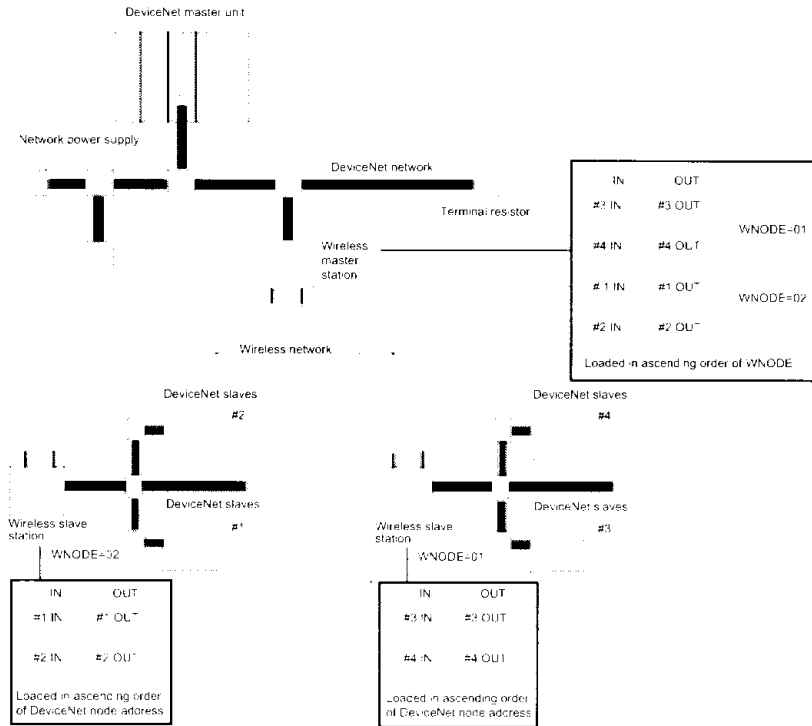 DeviceNet master unit
Network power supply
DeviceNet network
Terminal resistor
Wireless
master
station
IN OUT
#3 IN #3 OUT
WNODE=01
#4 IN #4 OUT
#1 IN #1 OUT
WNODE=02
#2 IN #2 OUT
Loaded in ascending order of WNODE
Wireless network
DeviceNet slaves
#2
DeviceNet slaves
#1
Wireless slave
station
WNODE=02
IN OUT
#1 IN #1 OUT
#2 IN #2 OUT
Loaded in ascending order
of DeviceNet node address
DeviceNet slaves
#4
DeviceNet slaves
#3
Wireless slave
station
WNODE=01
IN OUT
#3 IN #3 OUT
#4 IN #4 OUT
Loaded in ascending order
of DeviceNet node address